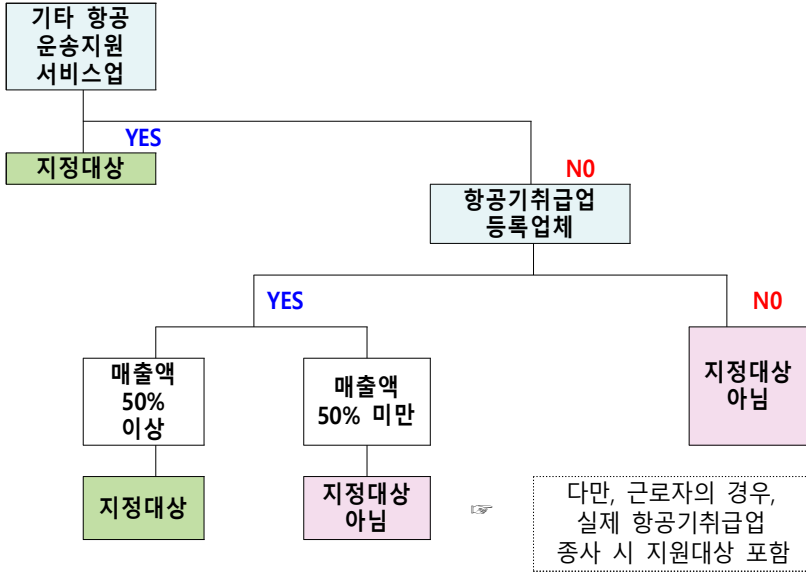 기타 항공
운송지원
서비스업
YES
지정대상
N0
항공기취급업
등록업체
YES
N0
매출액
50%
이상
매출액
50% 미만
지정대상
아님
지정대상
지정대상
아님
☞
다만, 근로자의 경우,
실제 항공기취급업
종사 시 지원대상 포함